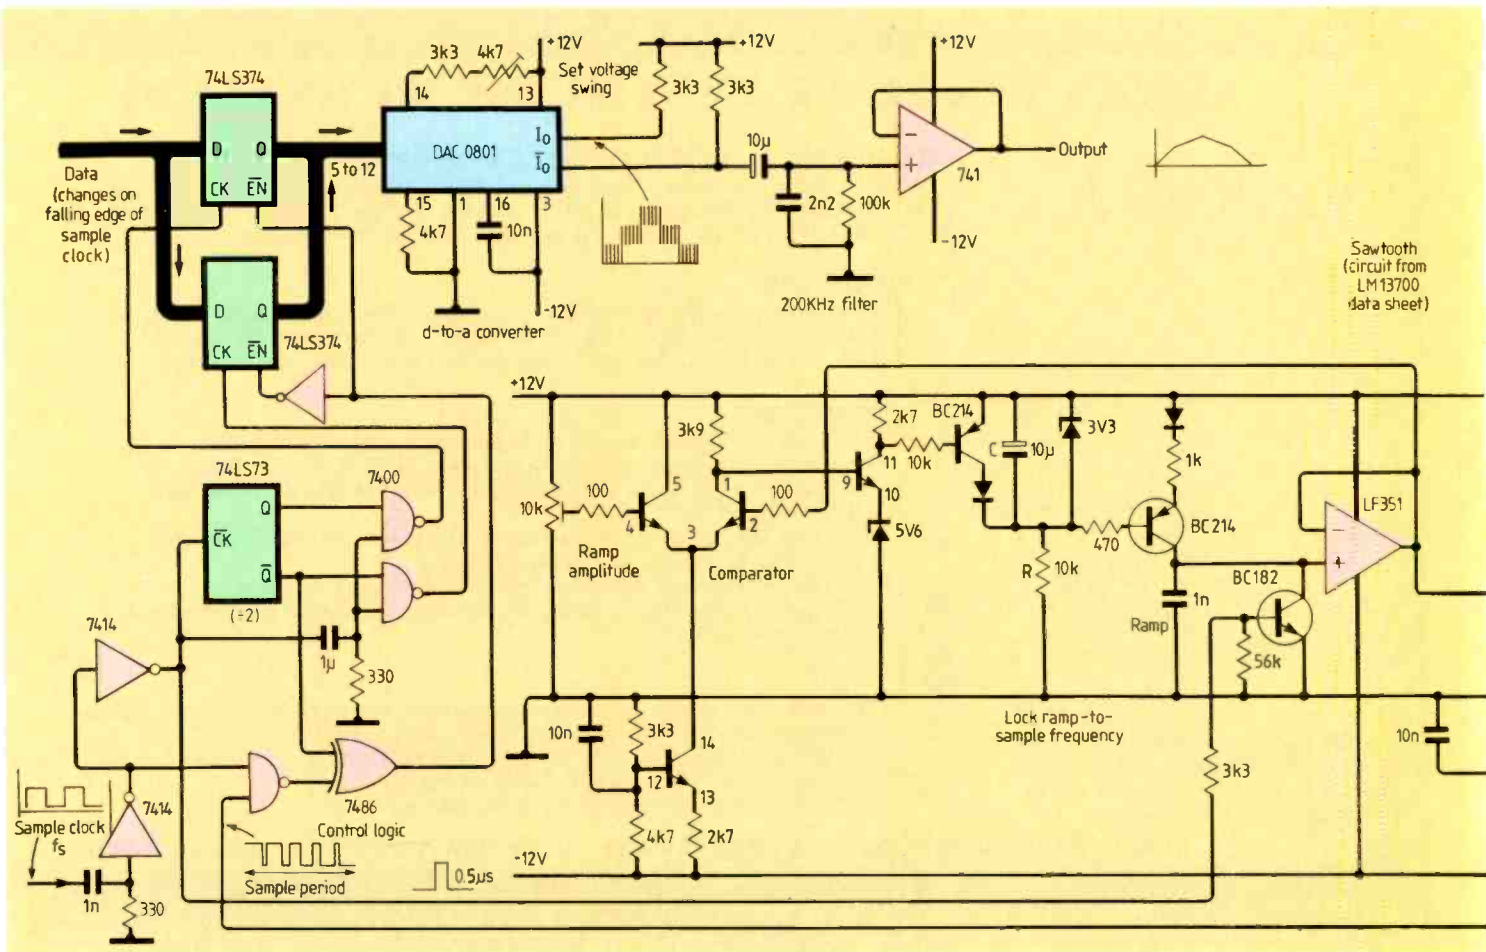 74LS374
D
Q
CK
EN
Data
(changes on
falling edge of
sample
clock)
5 to 12
3k3
4k7
+12V
14
13
Set voltage
swing
DAC 0801
Io
Io
15
1
16
3
4k7
10n
-12V
d-to-a converter
+12V
3k3
3k3
10µ
2n2
100k
200KHz filter
+12V
-
+
741
-12V
Output
D
Q
CK
EN
74LS374
74LS73
Q
CK
Q
(÷2)
7400
7414
1µ
330
7414
Sample clock
fs
1n
330
7486
Control logic
Sample period
0.5µs
Sawtooth
(circuit from
LM13700
data sheet)
+12V
10k
100
4
5
Ramp
amplitude
3k9
1
3
2
100
Comparator
2k7
11
9
10
10k
5V6
BC214
C
10µ
3V3
R
10k
470
1k
BC214
1n
Ramp
BC182
56k
LF351
-
+
Lock ramp-to-
sample frequency
3k3
10n
10n
3k3
12
14
13
4k7
2k7
-12V